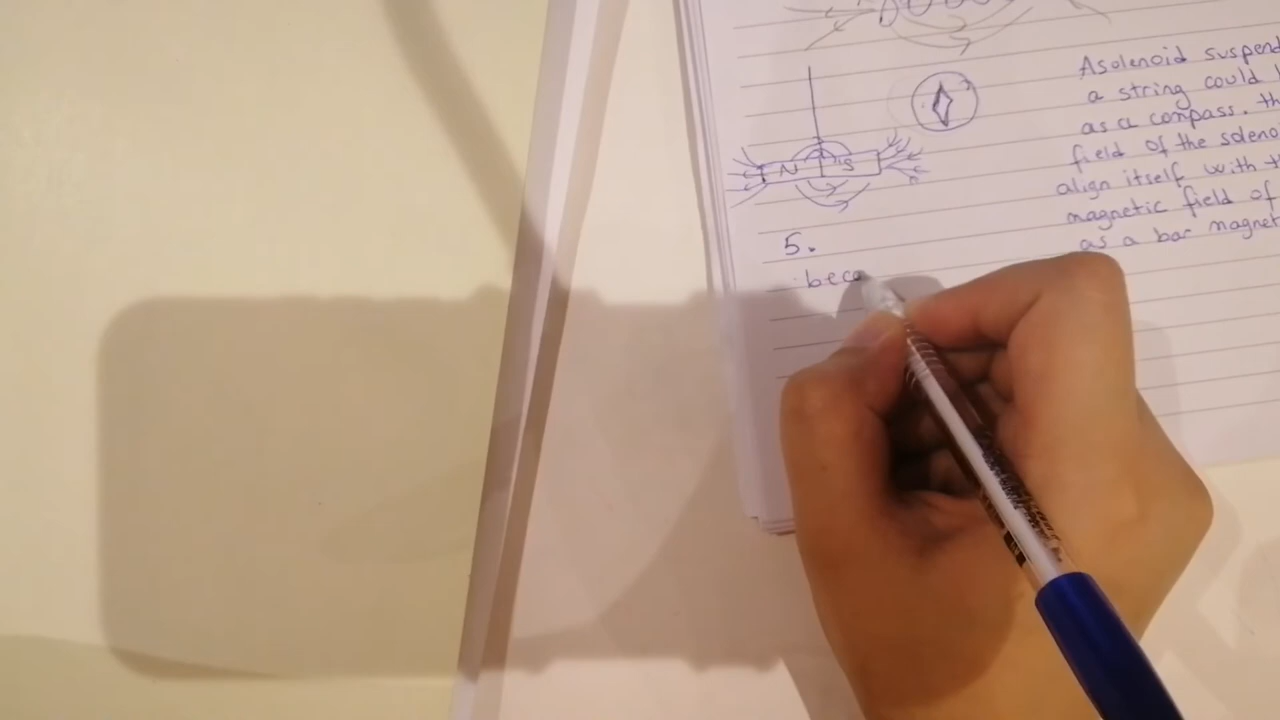 A solenoid suspend
a string could
as a compass. th
field of the soleno
align itself with t
magnetic field of
as a bar magnet
N S
5.
beca